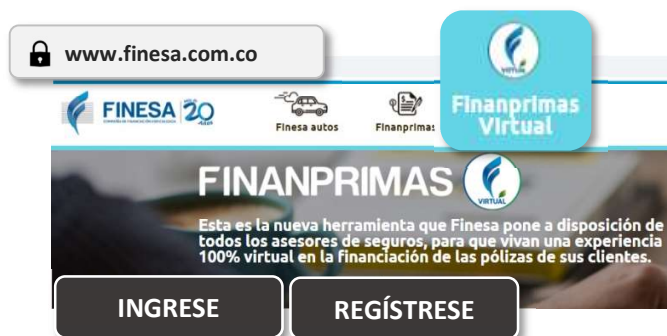 www.finesa.com.co
VIRTUAL
Finanprimas
Virtual
FINESA 20
Finesa autos
Finanprimas
FINANPRIMAS
VIRTUAL
Esta es la nueva herramienta que Finesa pone a disposición de
todos los asesores de seguros, para que vivan una experiencia
100% virtual en la financiación de las pólizas de sus clientes.
INGRESE
REGÍSTRESE